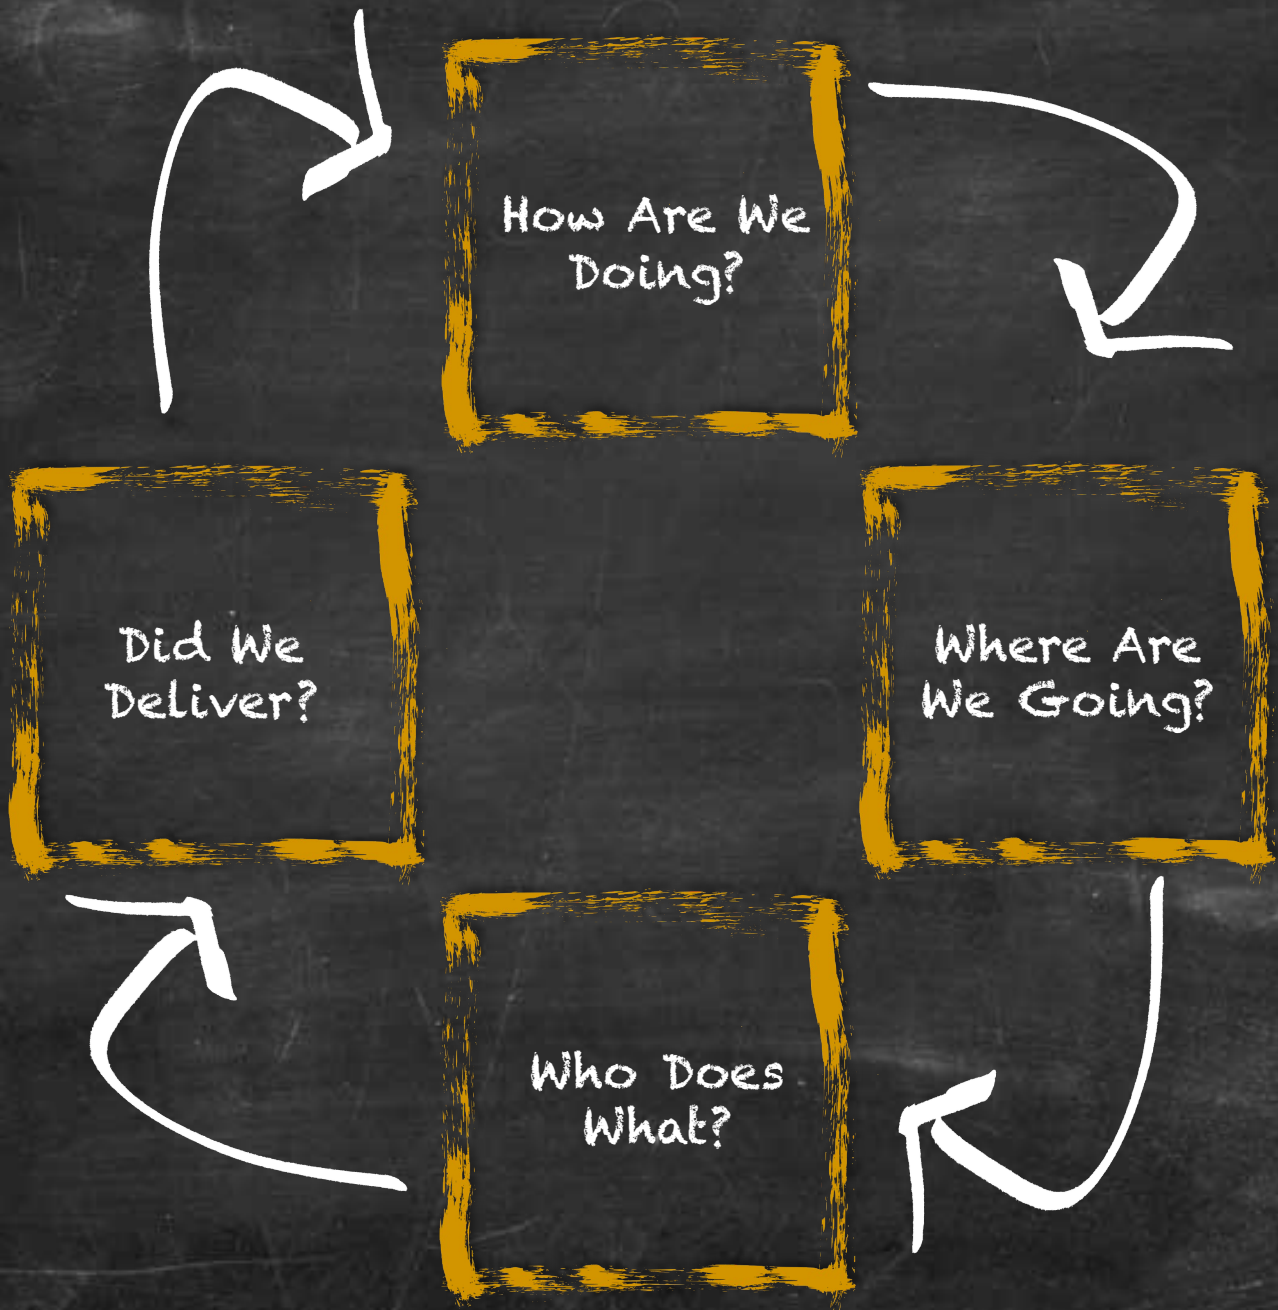 How Are We
Doing?
Did We
Deliver?
Where Are
We Going?
Who Does
What?